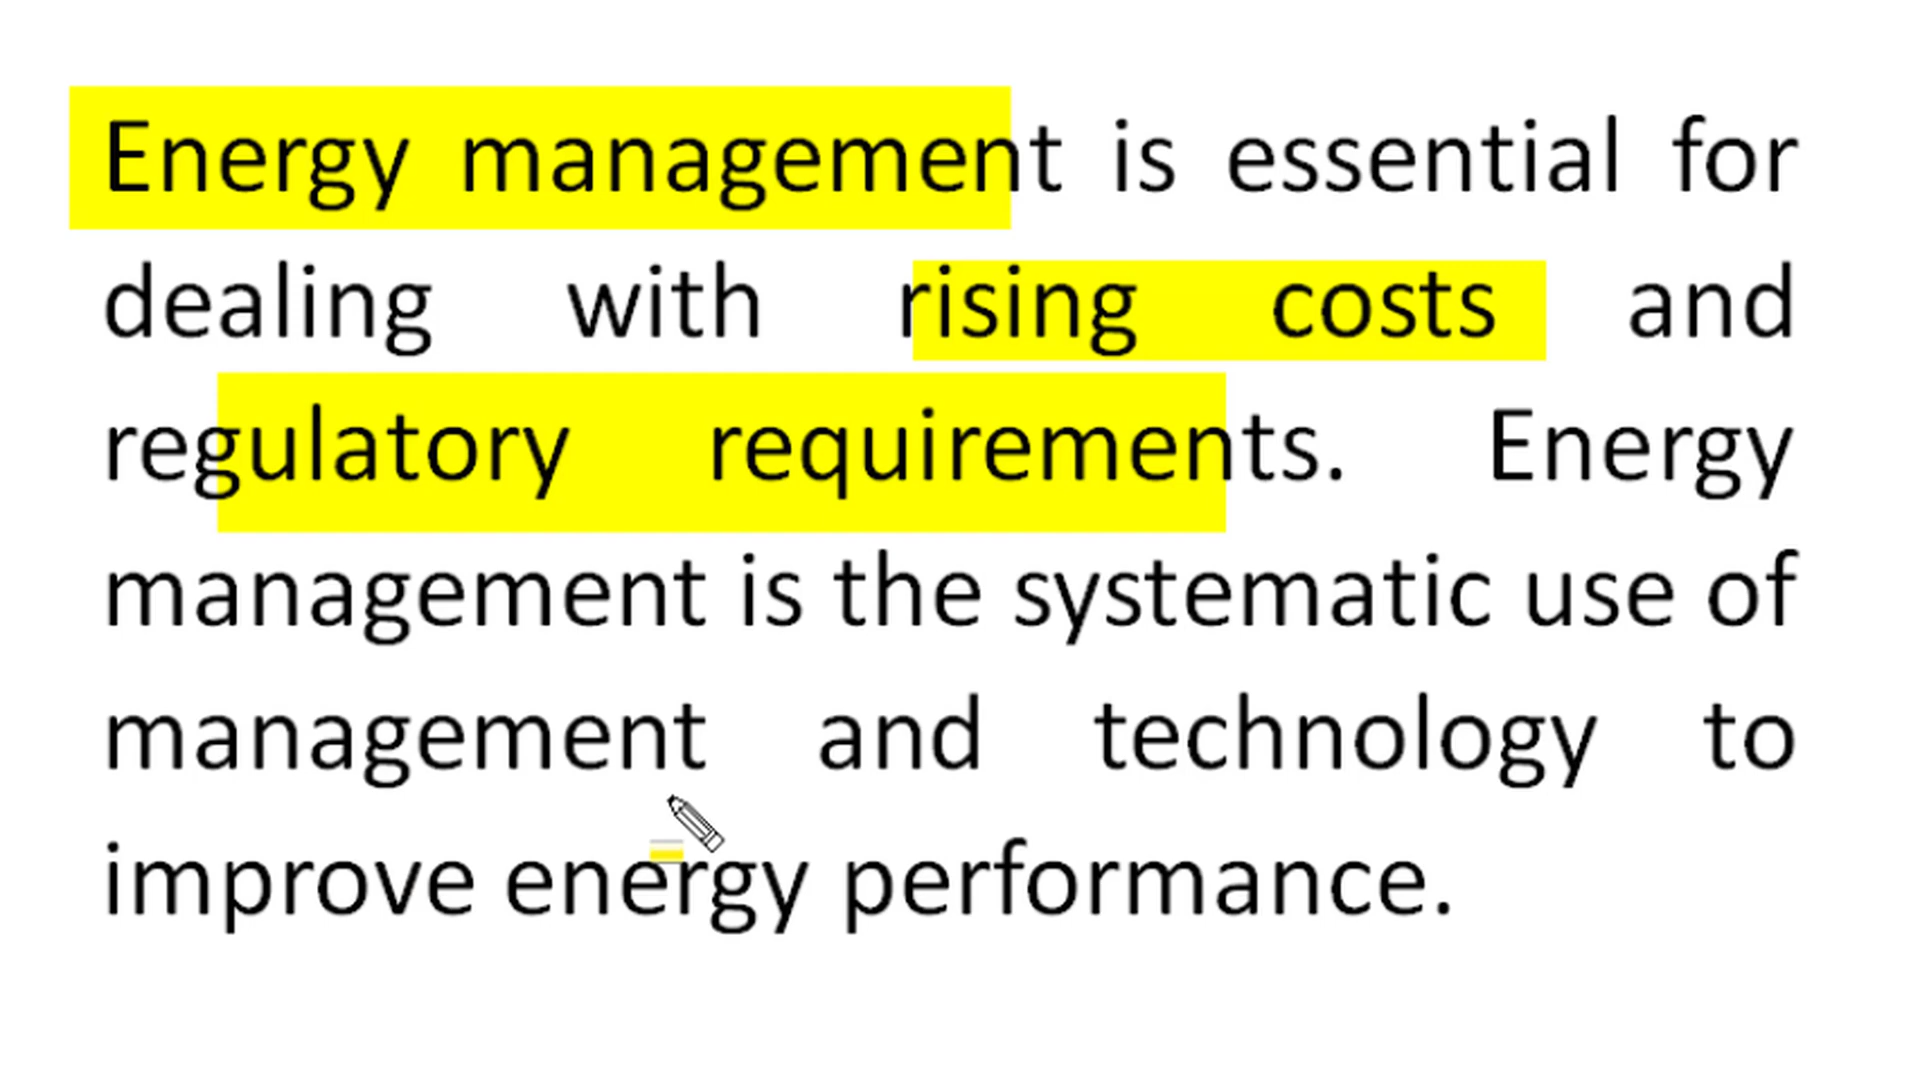 Energy management is essential for
dealing with rising costs and
regulatory requirements. Energy
management is the systematic use of
management and technology to
improve energy performance.